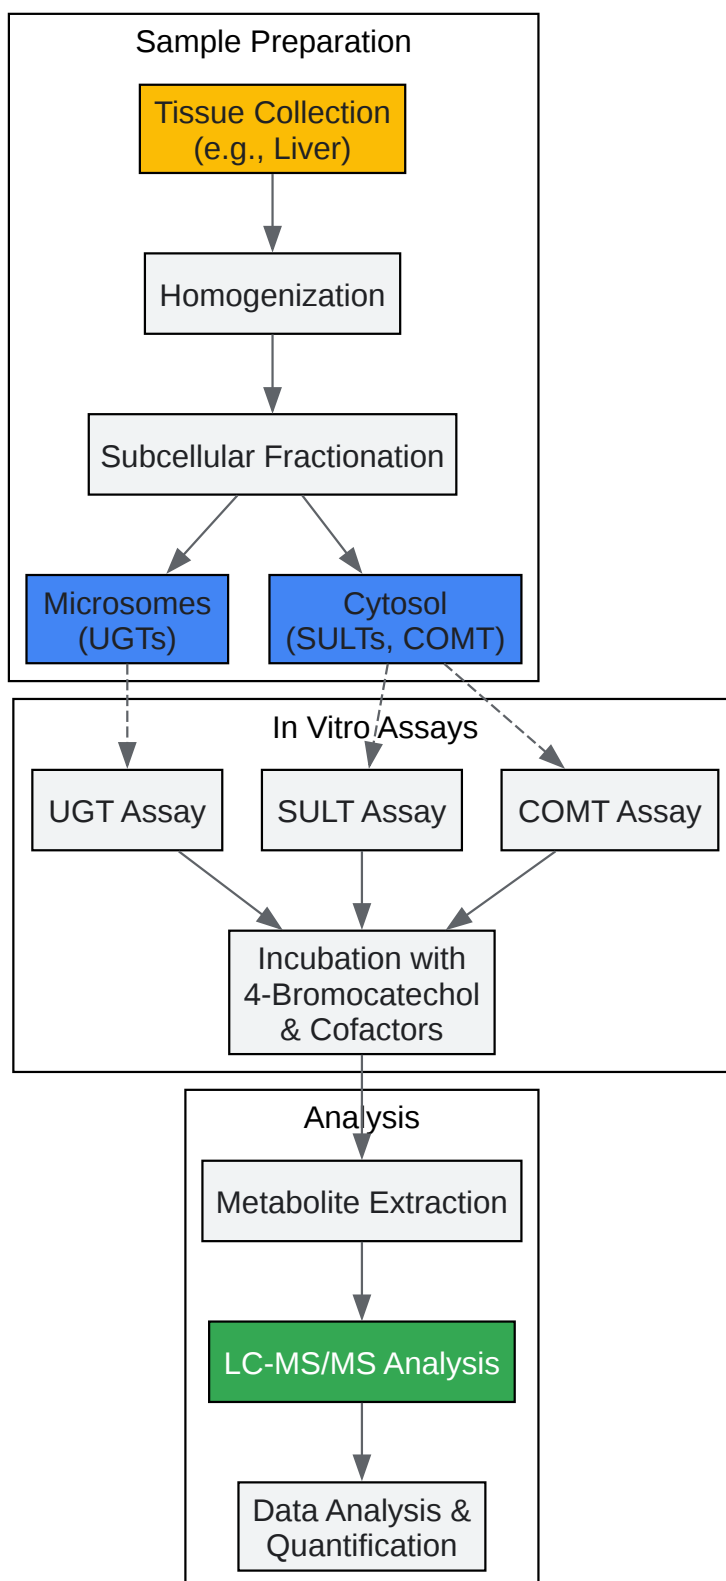 Sample Preparation
Tissue Collection
(e.g., Liver)
Homogenization
Subcellular Fractionation
Microsomes
(UGTs)
Cytosol
(SULTs, COMT)
In Vitro Assays
UGT Assay
SULT Assay
COMT Assay
Incubation with
4-Bromocatechol
& Cofactors
Analysis
Metabolite Extraction
LC-MS/MS Analysis
Data Analysis &
Quantification